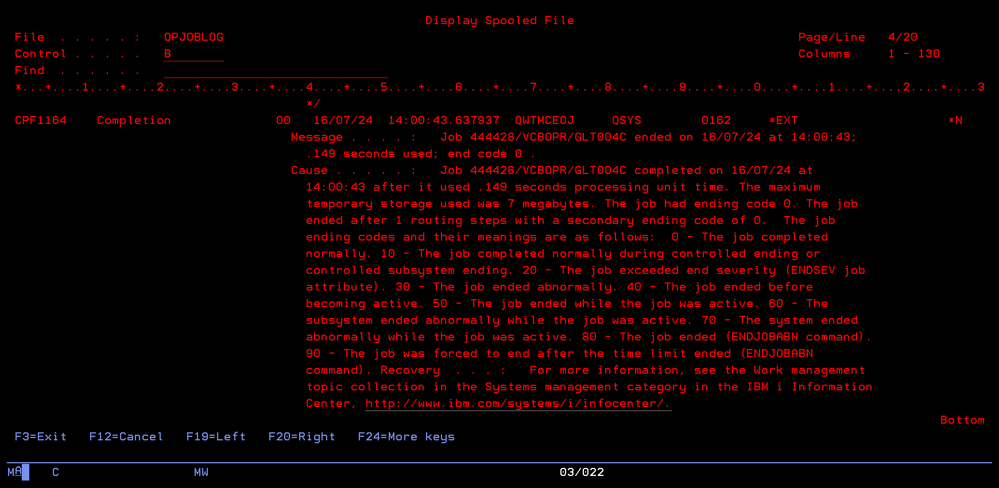 Display Spooled File
File  . . . . . :   QPJOBLOG                                                                             Page/Line   4/20
Control . . . . .   B                                                                                    Columns     1 - 130
Find  . . . . . .
*...+....1....+....2....+....3....+....4....+....5....+....6....+....7....+....8....+....9....+....0....+....1....+....2....+....3
*/
CPF1164    Completion              00   16/07/24  14:00:43.637937  QWTMCEOJ     QSYS        0162     *EXT                    *N
Message . . . . :   Job 444428/VCBOPR/GLT004C ended on 16/07/24 at 14:00:43;
.149 seconds used; end code 0 .
Cause . . . . . :   Job 444428/VCBOPR/GLT004C completed on 16/07/24 at
14:00:43 after it used .149 seconds processing unit time. The maximum
temporary storage used was 7 megabytes. The job had ending code 0. The job
ended after 1 routing steps with a secondary ending code of 0.  The job
ending codes and their meanings are as follows:  0 - The job completed
normally. 10 - The job completed normally during controlled ending or
controlled subsystem ending. 20 - The job exceeded end severity (ENDSEV job
attribute). 30 - The job ended abnormally. 40 - The job ended before
becoming active. 50 - The job ended while the job was active. 60 - The
subsystem ended abnormally while the job was active. 70 - The system ended
abnormally while the job was active. 80 - The job ended (ENDJOBABN command).
90 - The job was forced to end after the time limit ended (ENDJOBABN
command). Recovery  . . . :   For more information, see the Work management
topic collection in the Systems management category in the IBM i Information
Center, http://www.ibm.com/systems/i/infocenter/.
Bottom
F3=Exit   F12=Cancel   F19=Left   F20=Right   F24=More keys
MA    C                  MW                                               03/022